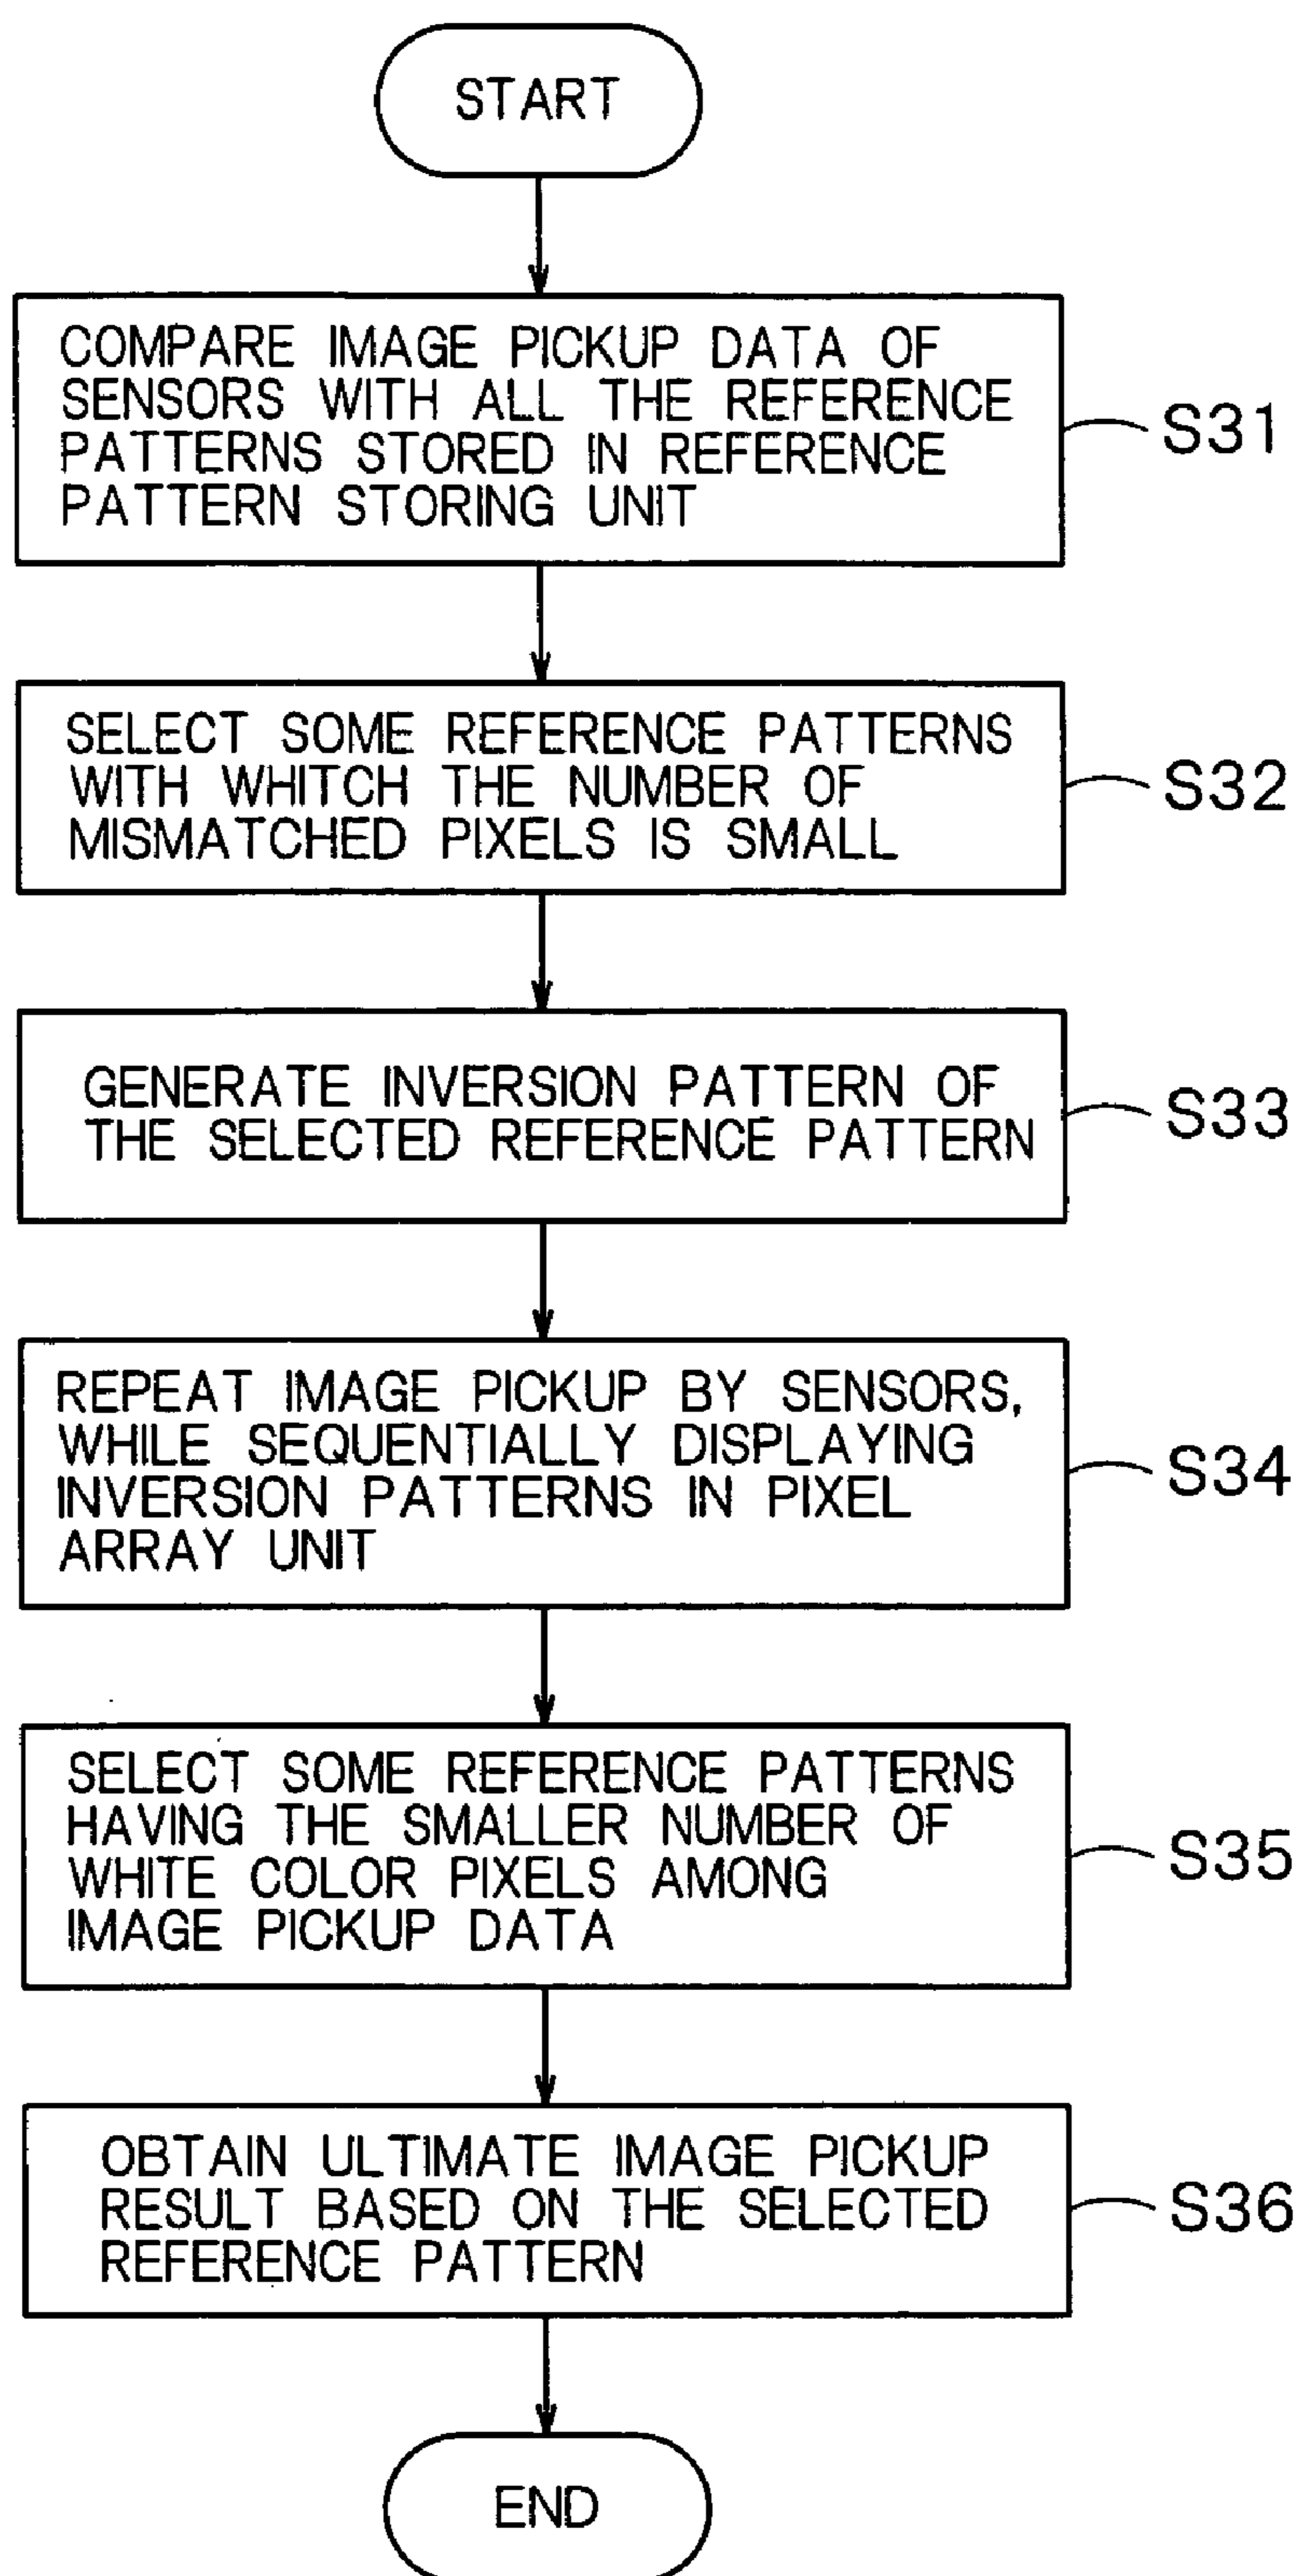 START
COMPARE IMAGE PICKUP DATA OF
SENSORS WITH ALL THE REFERENCE
PATTERNS STORED IN REFERENCE
PATTERN STORING UNIT
S31
SELECT SOME REFERENCE PATTERNS
WITH WHITCH THE NUMBER OF
MISMATCHED PIXELS IS SMALL
S32
GENERATE INVERSION PATTERN OF
THE SELECTED REFERENCE PATTERN
S33
REPEAT IMAGE PICKUP BY SENSORS,
WHILE SEQUENTIALLY DISPLAYING
INVERSION PATTERNS IN PIXEL
ARRAY UNIT
S34
SELECT SOME REFERENCE PATTERNS
HAVING THE SMALLER NUMBER OF
WHITE COLOR PIXELS AMONG
IMAGE PICKUP DATA
S35
OBTAIN ULTIMATE IMAGE PICKUP
RESULT BASED ON THE SELECTED
REFERENCE PATTERN
S36
END